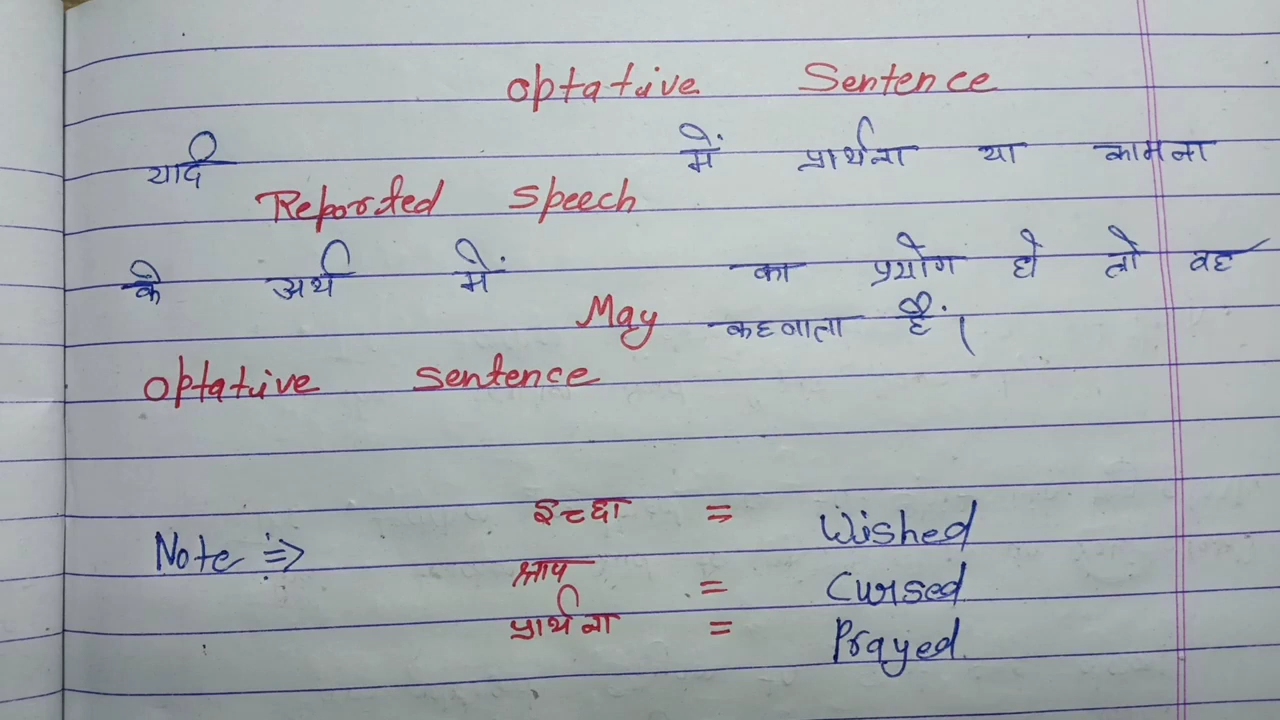 Optative Sentence
यदि Reported Speech में प्रार्थना या कामना
के अर्थ में May का प्रयोग हो तो वह
Optative Sentence कहलाता हैं।
Note ⇒ इच्छा = Wished
श्राप = Cursed
प्रार्थना = Prayed